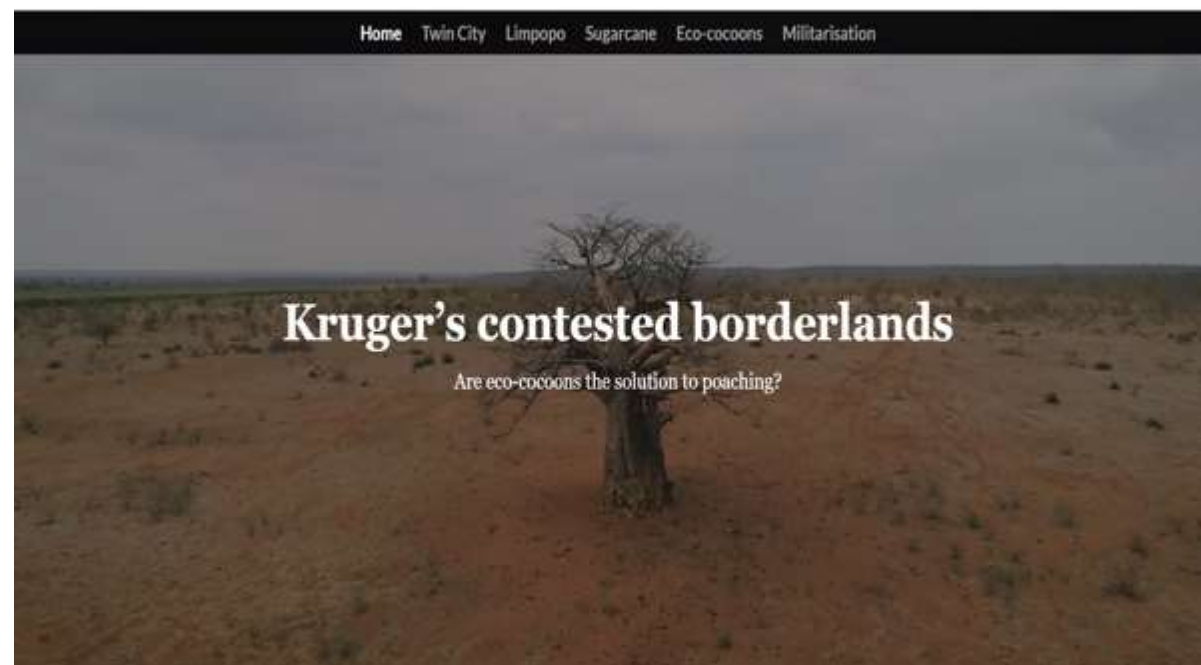 Home Twin City Limpopo Sugarcane Eco-cocoons Militarisation
Kruger’s contested borderlands
Are eco-cocoons the solution to poaching?